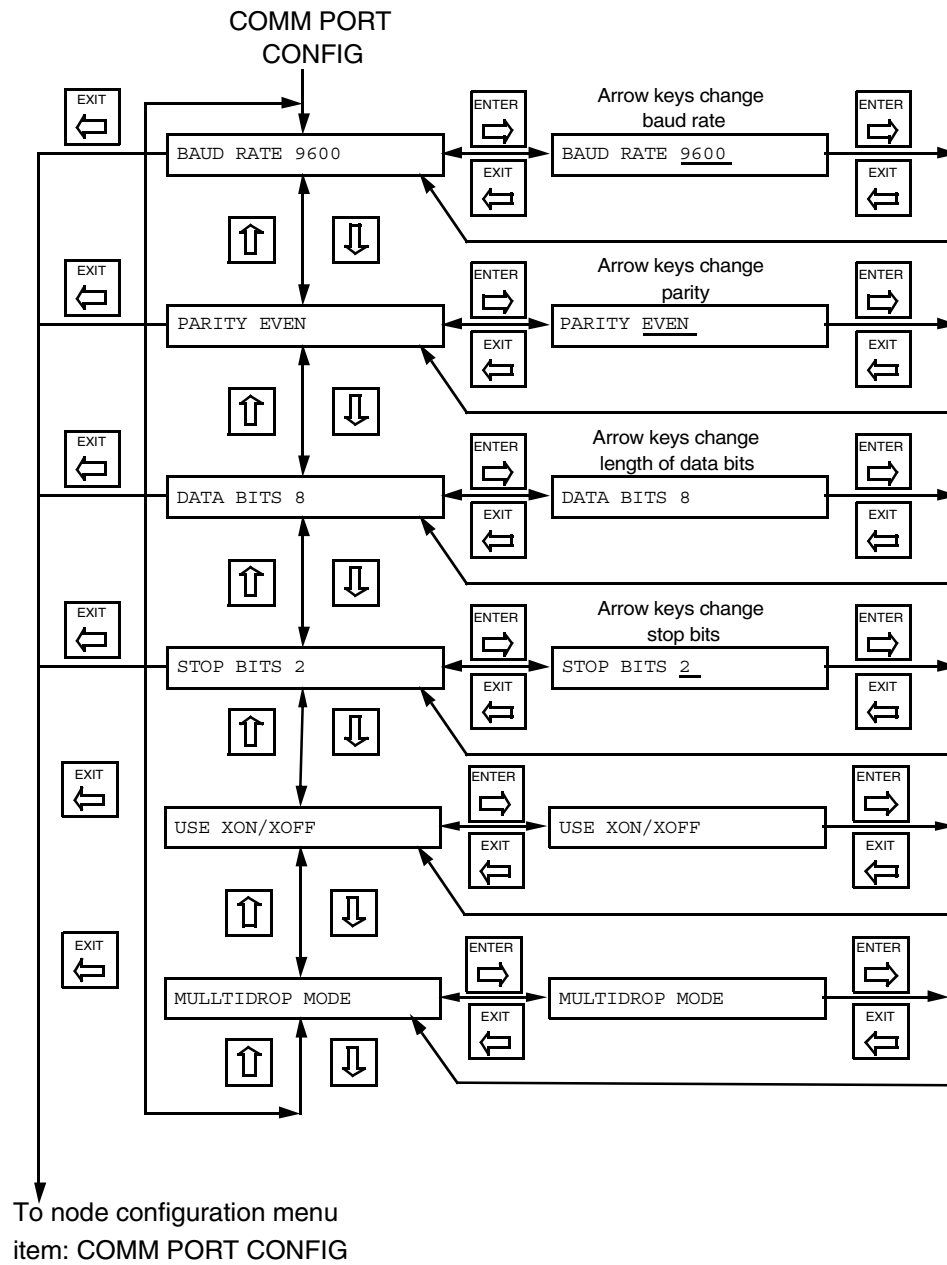 COMM PORT
CONFIG
EXIT
ENTER
Arrow keys change
baud rate
ENTER
BAUD RATE 9600
BAUD RATE 9600
EXIT
EXIT
EXIT
ENTER
Arrow keys change
parity
ENTER
PARITY EVEN
PARITY EVEN
EXIT
EXIT
EXIT
ENTER
Arrow keys change
length of data bits
ENTER
DATA BITS 8
DATA BITS 8
EXIT
EXIT
EXIT
ENTER
Arrow keys change
stop bits
ENTER
STOP BITS 2
STOP BITS 2
EXIT
EXIT
EXIT
ENTER
ENTER
USE XON/XOFF
USE XON/XOFF
EXIT
EXIT
EXIT
ENTER
ENTER
MULLTIDROP MODE
MULTIDROP MODE
EXIT
EXIT
To node configuration menu
item: COMM PORT CONFIG